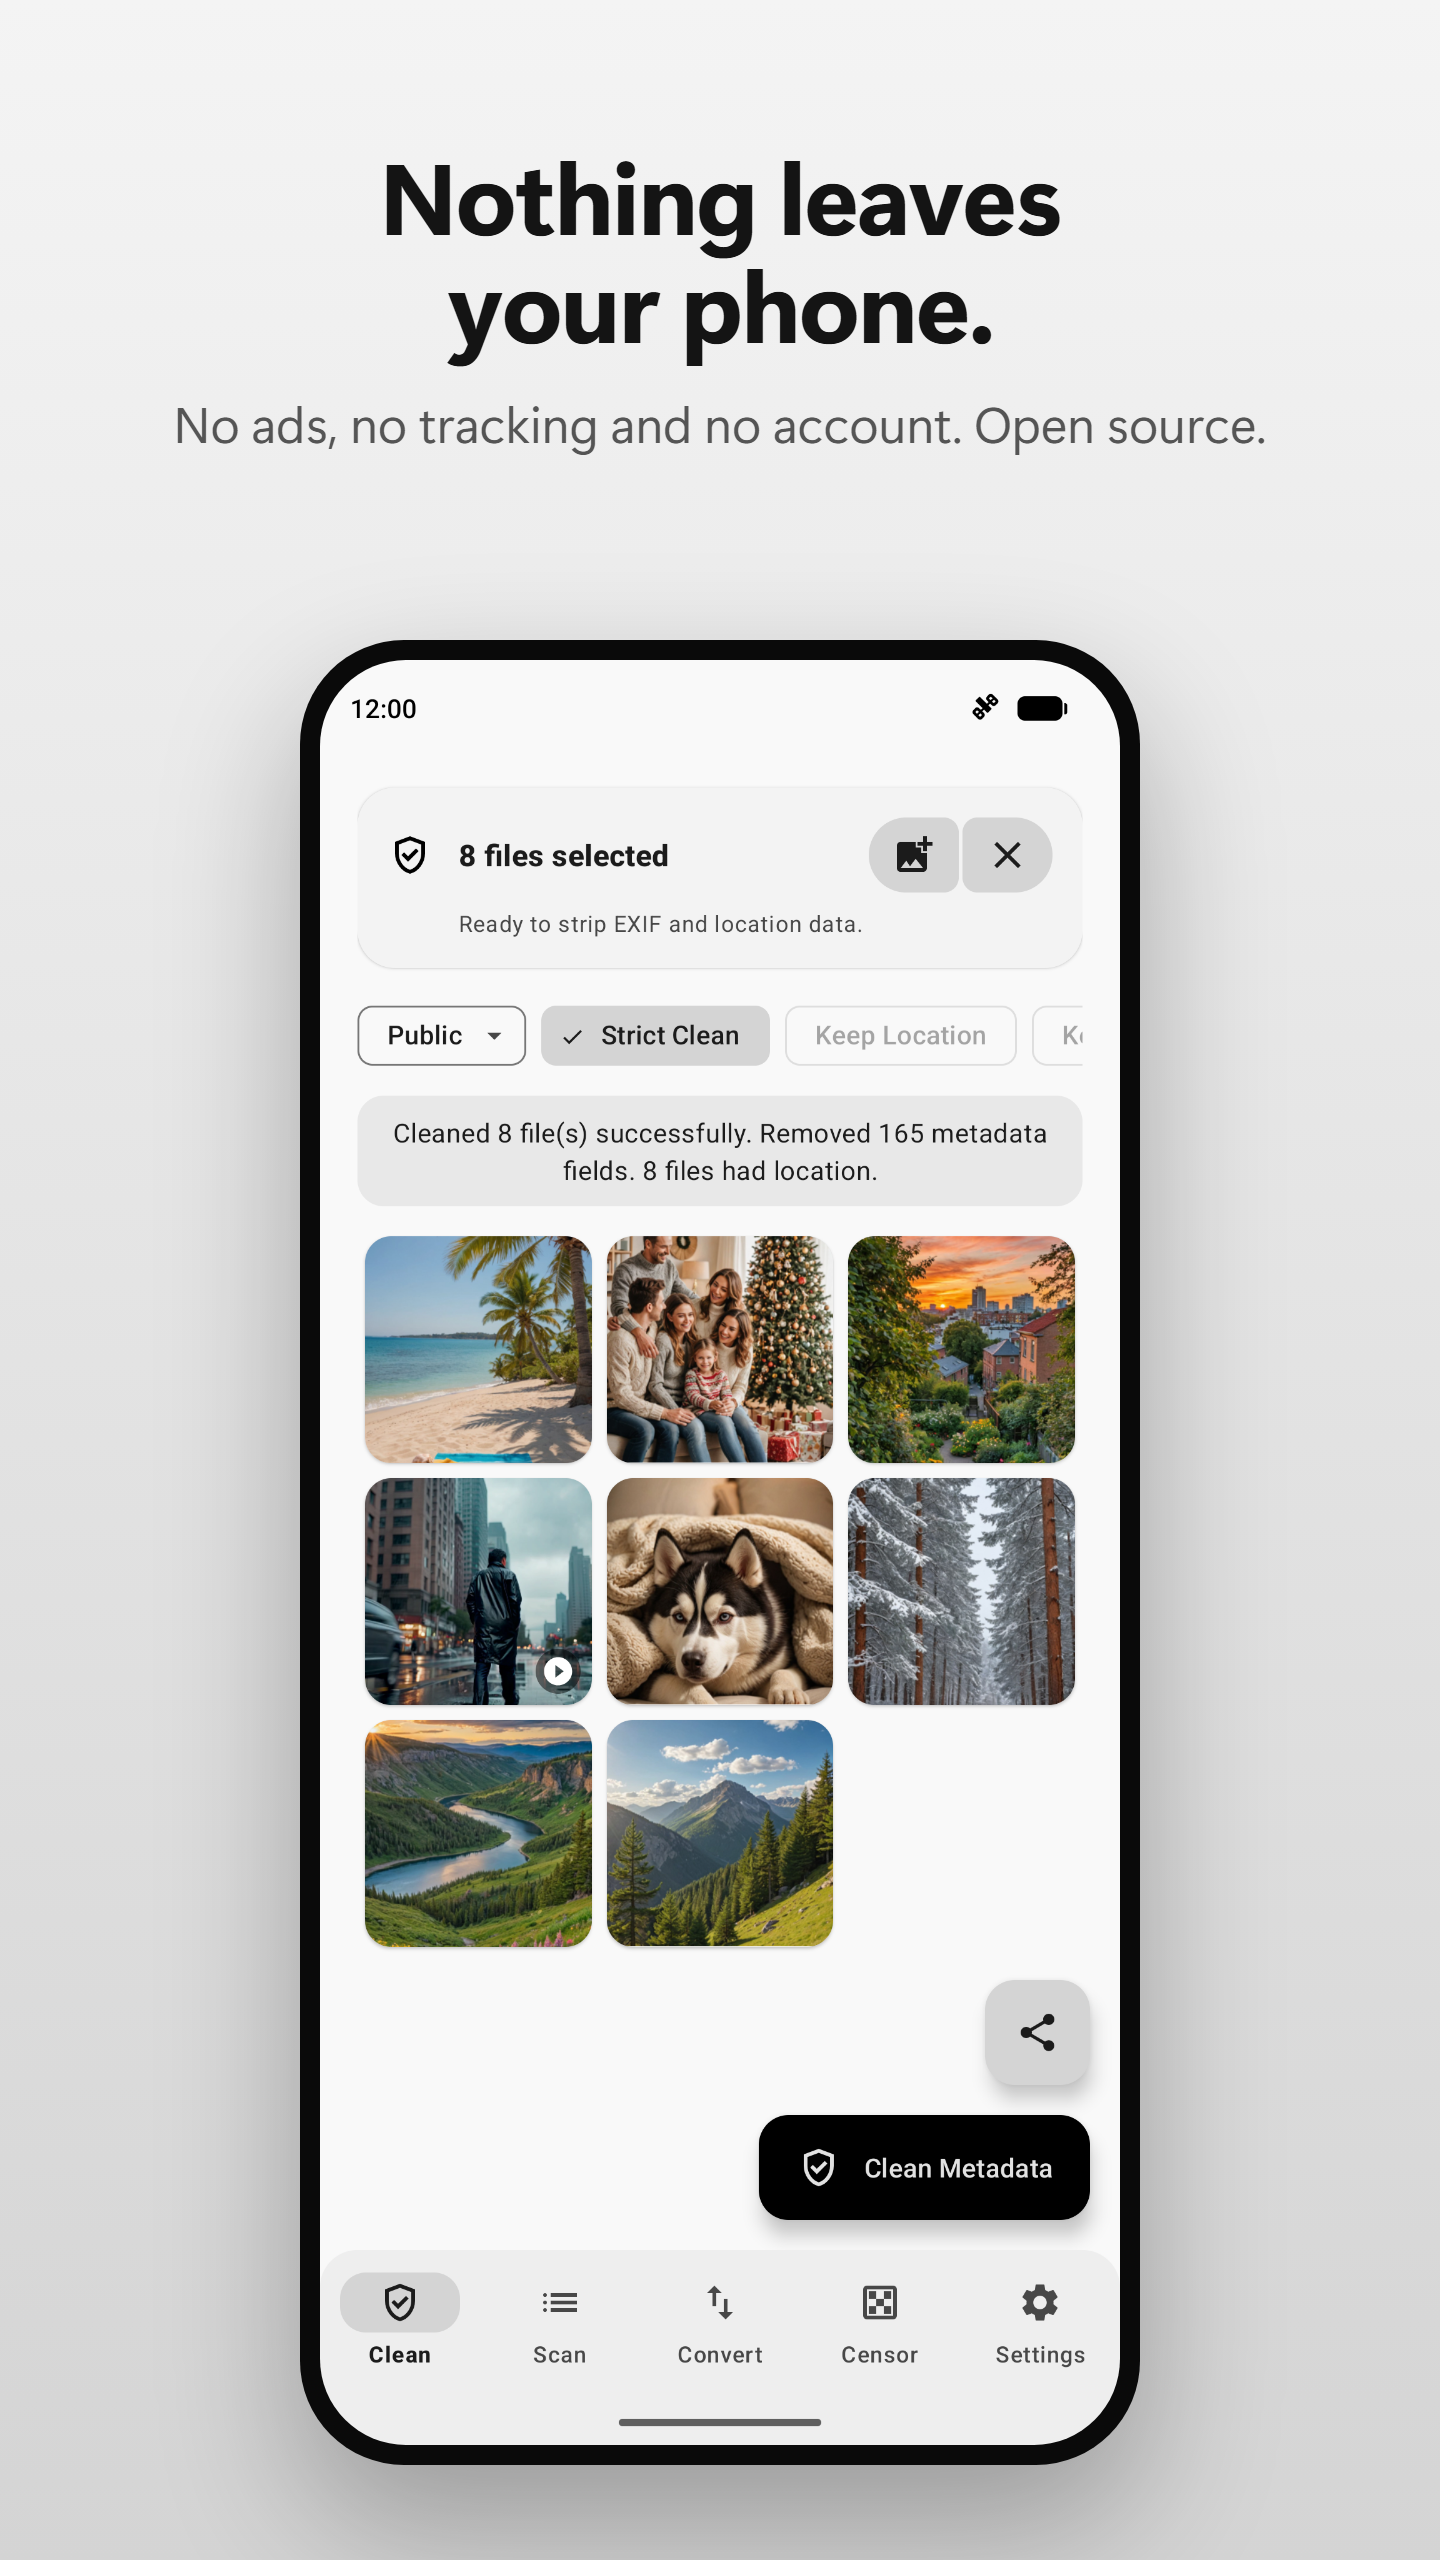 Nothing leaves
your phone.
No ads, no tracking and no account. Open source.
12:00
8 files selected
Ready to strip EXIF and location data.
Public
Strict Clean
Keep Location
Cleaned 8 file(s) successfully. Removed 165 metadata
fields. 8 files had location.
Clean Metadata
Clean
Scan
Convert
Censor
Settings